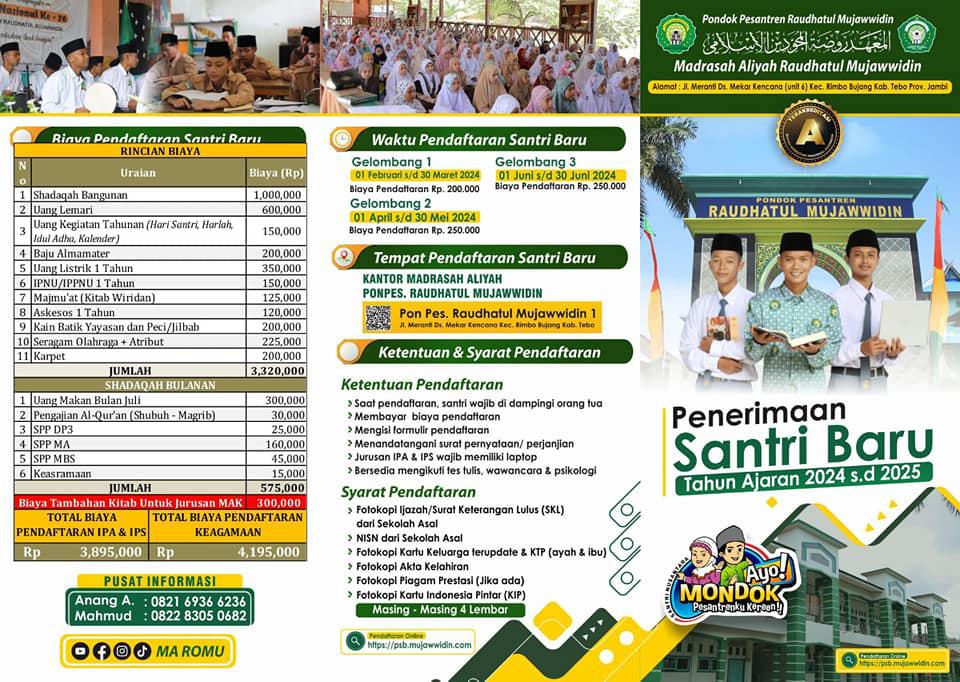 Nasional Ke - 26
RAUDHATUL MUJAWWIDIN
Biaya Pendaftaran Santri Baru
RINCIAN BIAYA
No Uraian Biaya (Rp)
1 Shadaqah Bangunan 1,000,000
2 Uang Lemari 600,000
3 Uang Kegiatan Tahunan (Hari Santri, Harlah, Idul Adha, Kalender) 150,000
4 Baju Almamater 200,000
5 Uang Listrik 1 Tahun 350,000
6 IPNU/IPPNU 1 Tahun 150,000
7 Majmu'at (Kitab Wiridan) 125,000
8 Askesos 1 Tahun 120,000
9 Kain Batik Yayasan dan Peci/Jilbab 200,000
10 Seragam Olahraga + Atribut 225,000
11 Karpet 200,000
JUMLAH 3,320,000
SHADAQAH BULANAN
1 Uang Makan Bulan Juli 300,000
2 Pengajian Al-Qur'an (Shubuh - Magrib) 30,000
3 SPP DP3 25,000
4 SPP MA 160,000
5 SPP MBS 45,000
6 Keasramaan 15,000
JUMLAH 575,000
Biaya Tambahan Kitab Untuk Jurusan MAK 300,000
TOTAL BIAYA PENDAFTARAN IPA & IPS
Rp 3,895,000
TOTAL BIAYA PENDAFTARAN KEAGAMAAN
Rp 4,195,000
PUSAT INFORMASI
Anang A. : 0821 6936 6236
Mahmud : 0822 8305 0682
MA ROMU
Waktu Pendaftaran Santri Baru
Gelombang 1
01 Februari s/d 30 Maret 2024
Biaya Pendaftaran Rp. 200.000
Gelombang 2
01 April s/d 30 Mei 2024
Biaya Pendaftaran Rp. 250.000
Gelombang 3
01 Juni s/d 30 Juni 2024
Biaya Pendaftaran Rp. 250.000
Tempat Pendaftaran Santri Baru
KANTOR MADRASAH ALIYAH
PONPES. RAUDHATUL MUJAWWIDIN
Pon Pes. Raudhatul Mujawwidin 1
Jl. Meranti Ds. Mekar Kencana Kec. Rimbo Bujang Kab. Tebo
Ketentuan & Syarat Pendaftaran
Ketentuan Pendaftaran
Saat pendaftaran, santri wajib di dampingi orang tua
Membayar biaya pendaftaran
Mengisi formulir pendaftaran
Menandatangani surat pernyataan/ perjanjian
Jurusan IPA & IPS wajib memiliki laptop
Bersedia mengikuti tes tulis, wawancara & psikologi
Syarat Pendaftaran
Fotokopi Ijazah/Surat Keterangan Lulus (SKL)
dari Sekolah Asal
NISN dari Sekolah Asal
Fotokopi Kartu Keluarga terupdate & KTP (ayah & ibu)
Fotokopi Akta Kelahiran
Fotokopi Piagam Prestasi (Jika ada)
Fotokopi Kartu Indonesia Pintar (KIP)
Masing - Masing 4 Lembar
Pendaftaran Online
https://psb.mujawwidin.com
Pondok Pesantren Raudhatul Mujawwidin
المعهد روضة المجودين الإسلامي
Madrasah Aliyah Raudhatul Mujawwidin
Alamat : Jl. Meranti Ds. Mekar Kencana (unit 6) Kec. Rimbo Bujang Kab. Tebo Prov. Jambi
TERAKREDITASI
A
PONDOK PESANTREN
RAUDHATUL MUJAWWIDIN
Penerimaan
Santri Baru
Tahun Ajaran 2024 s.d 2025
SANTRI NUSANTARA
Ayo!
MONDOK
Pesantrenku Kereen!!
Pendaftaran Online
https://psb.mujawwidin.com